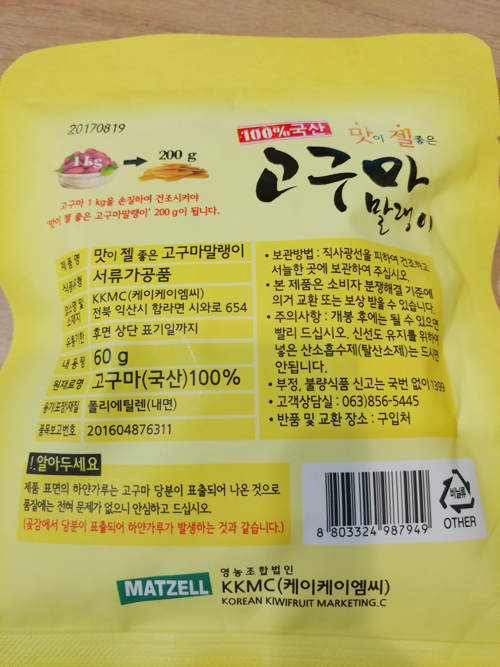 20170819
100%국산
맛이 젤 좋은
고구마
말랭이
1 kg
200 g
고구마 1 kg을 손질하여 건조시켜야
'맛이 젤 좋은 고구마말랭이' 200 g이 됩니다.
제품명 맛이 젤 좋은 고구마말랭이
식품유형 서류가공품
업소명 및 소재지 KKMC(케이케이엠씨)
전북 익산시 함라면 시와로 654
유통기한 후면 상단 표기일까지
내용량 60 g
원재료명 고구마(국산)100%
용기(포장)재질 폴리에틸렌(내면)
품목보고번호 201604876311
• 보관방법 : 직사광선을 피하여 건조하고
서늘한 곳에 보관하여 주십시오.
• 본 제품은 소비자 분쟁해결 기준에
의거 교환 또는 보상 받을 수 있습니다.
• 주의사항 : 개봉 후에는 될 수 있으면
빨리 드십시오. 신선도 유지를 위하여
넣은 산소흡수제(탈산소제)는 드시면
안됩니다.
• 부정, 불량식품 신고는 국번 없이 1399
• 고객상담실 : 063)856-5445
• 반품 및 교환 장소 : 구입처
!.알아두세요
제품 표면의 하얀가루는 고구마 당분이 표출되어 나온 것으로
품질에는 전혀 문제가 없으니 안심하고 드십시오.
(곶감에서 당분이 표출되어 하얀가루가 발생하는 것과 같습니다.)
8 803324 987949
비닐류
OTHER
MATZELL
영농조합법인
KKMC(케이케이엠씨)
KOREAN KIWIFRUIT MARKETING.C